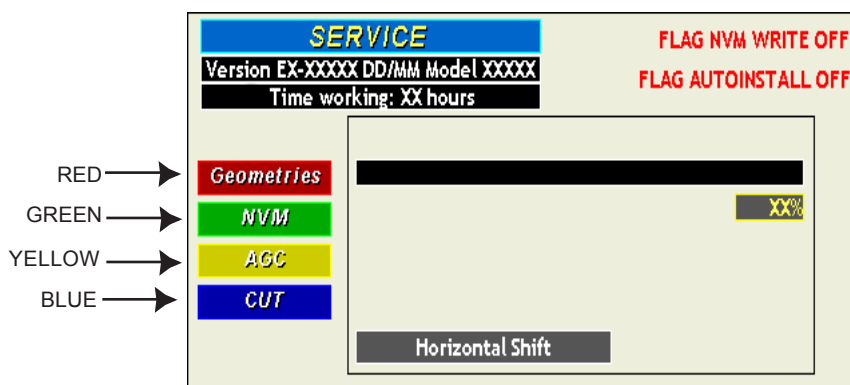 SERVICE
FLAG NVM WRITE OFF
Version EX-XXXXX DD/MM Model XXXXX
FLAG AUTOINSTALL OFF
Time working: XX hours
RED
Geometries
XX%
GREEN
NVM
YELLOW
AGC
BLUE
CUT
Horizontal Shift